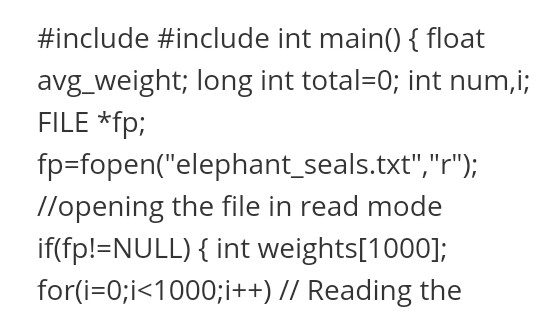 #include #include int main() { float
avg_weight; long int total=0; int num,i;
FILE *fp;
fp=fopen("elephant_seals.txt","r");
//opening the file in read mode
if(fp!=NULL) { int weights[1000];
for(i=0;i<1000;i++) // Reading the